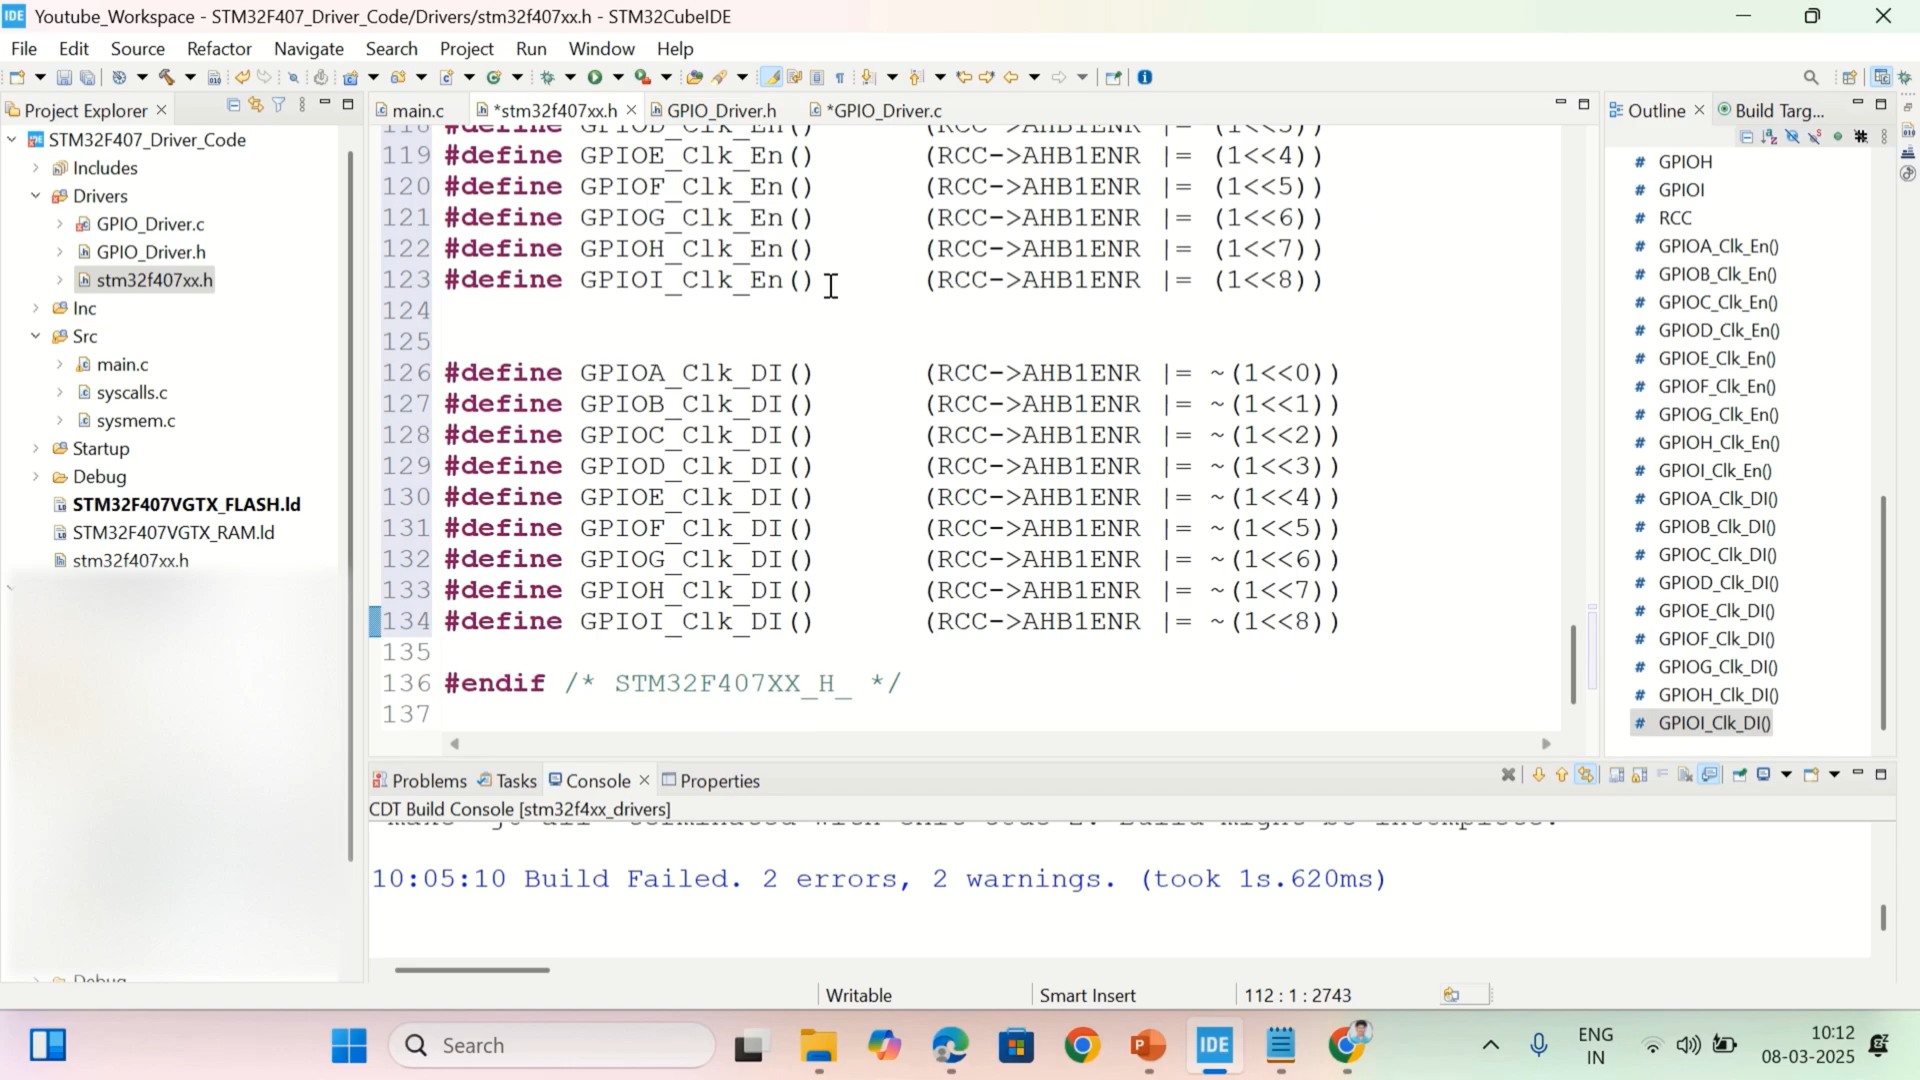 IDE Youtube_Workspace - STM32F407_Driver_Code/Drivers/stm32f407xx.h - STM32CubeIDE
File Edit Source Refactor Navigate Search Project Run Window Help
Project Explorer
main.c *stm32f407xx.h GPIO_Driver.h *GPIO_Driver.c
Outline Build Targ...
STM32F407_Driver_Code
Includes
Drivers
GPIO_Driver.c
GPIO_Driver.h
stm32f407xx.h
Inc
Src
main.c
syscalls.c
sysmem.c
Startup
Debug
STM32F407VGTX_FLASH.ld
STM32F407VGTX_RAM.ld
stm32f407xx.h
Debug
118 #define GPIOD_Clk_En() (RCC->AHB1ENR |= (1<<3))
119 #define GPIOE_Clk_En() (RCC->AHB1ENR |= (1<<4))
120 #define GPIOF_Clk_En() (RCC->AHB1ENR |= (1<<5))
121 #define GPIOG_Clk_En() (RCC->AHB1ENR |= (1<<6))
122 #define GPIOH_Clk_En() (RCC->AHB1ENR |= (1<<7))
123 #define GPIOI_Clk_En() (RCC->AHB1ENR |= (1<<8))
124
125
126 #define GPIOA_Clk_DI() (RCC->AHB1ENR |= ~(1<<0))
127 #define GPIOB_Clk_DI() (RCC->AHB1ENR |= ~(1<<1))
128 #define GPIOC_Clk_DI() (RCC->AHB1ENR |= ~(1<<2))
129 #define GPIOD_Clk_DI() (RCC->AHB1ENR |= ~(1<<3))
130 #define GPIOE_Clk_DI() (RCC->AHB1ENR |= ~(1<<4))
131 #define GPIOF_Clk_DI() (RCC->AHB1ENR |= ~(1<<5))
132 #define GPIOG_Clk_DI() (RCC->AHB1ENR |= ~(1<<6))
133 #define GPIOH_Clk_DI() (RCC->AHB1ENR |= ~(1<<7))
134 #define GPIOI_Clk_DI() (RCC->AHB1ENR |= ~(1<<8))
135
136 #endif /* STM32F407XX_H_ */
137
# GPIOH
# GPIOI
# RCC
# GPIOA_Clk_En()
# GPIOB_Clk_En()
# GPIOC_Clk_En()
# GPIOD_Clk_En()
# GPIOE_Clk_En()
# GPIOF_Clk_En()
# GPIOG_Clk_En()
# GPIOH_Clk_En()
# GPIOI_Clk_En()
# GPIOA_Clk_DI()
# GPIOB_Clk_DI()
# GPIOC_Clk_DI()
# GPIOD_Clk_DI()
# GPIOE_Clk_DI()
# GPIOF_Clk_DI()
# GPIOG_Clk_DI()
# GPIOH_Clk_DI()
# GPIOI_Clk_DI()
Problems Tasks Console Properties
CDT Build Console [stm32f4xx_drivers]
10:05:10 Build Failed. 2 errors, 2 warnings. (took 1s.620ms)
Writable Smart Insert 112 : 1 : 2743
Search
IDE
ENG
IN
10:12
08-03-2025